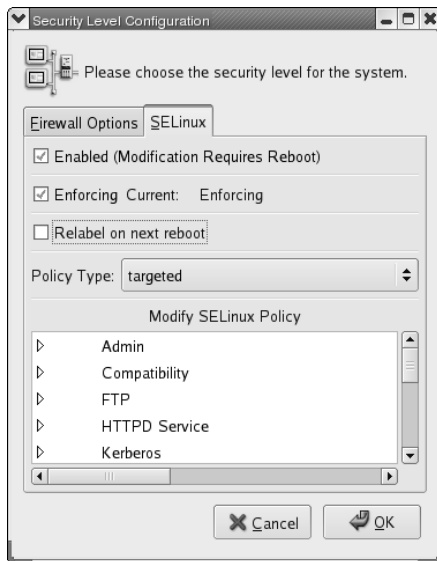 Security Level Configuration
Please choose the security level for the system.
Firewall Options SELinux
Enabled (Modification Requires Reboot)
Enforcing Current: Enforcing
Relabel on next reboot
Policy Type: targeted
Modify SELinux Policy
Admin
Compatibility
FTP
HTTPD Service
Kerberos
Cancel OK